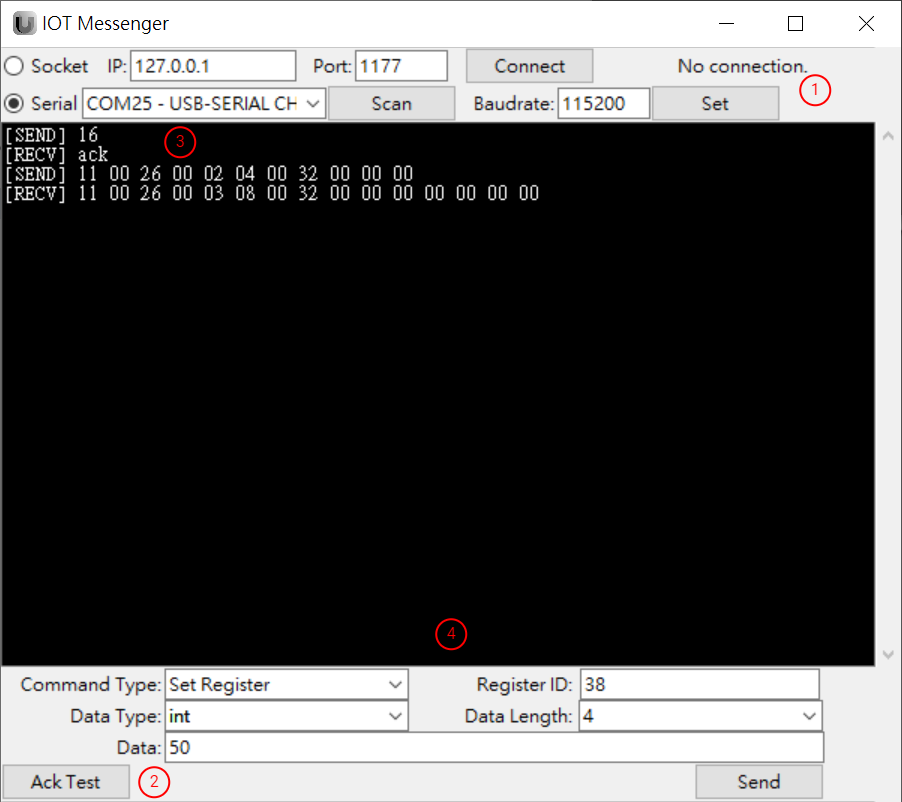 IOT Messenger
Socket IP: 127.0.0.1 Port: 1177 Connect No connection.
1
Serial COM25 - USB-SERIAL CH Scan Baudrate: 115200 Set
[SEND] 16
3
[RECV] ack
[SEND] 11 00 26 00 02 04 00 32 00 00 00
[RECV] 11 00 26 00 03 08 00 32 00 00 00 00 00 00 00
4
Command Type: Set Register Register ID: 38
Data Type: int Data Length: 4
Data: 50
Ack Test 2 Send